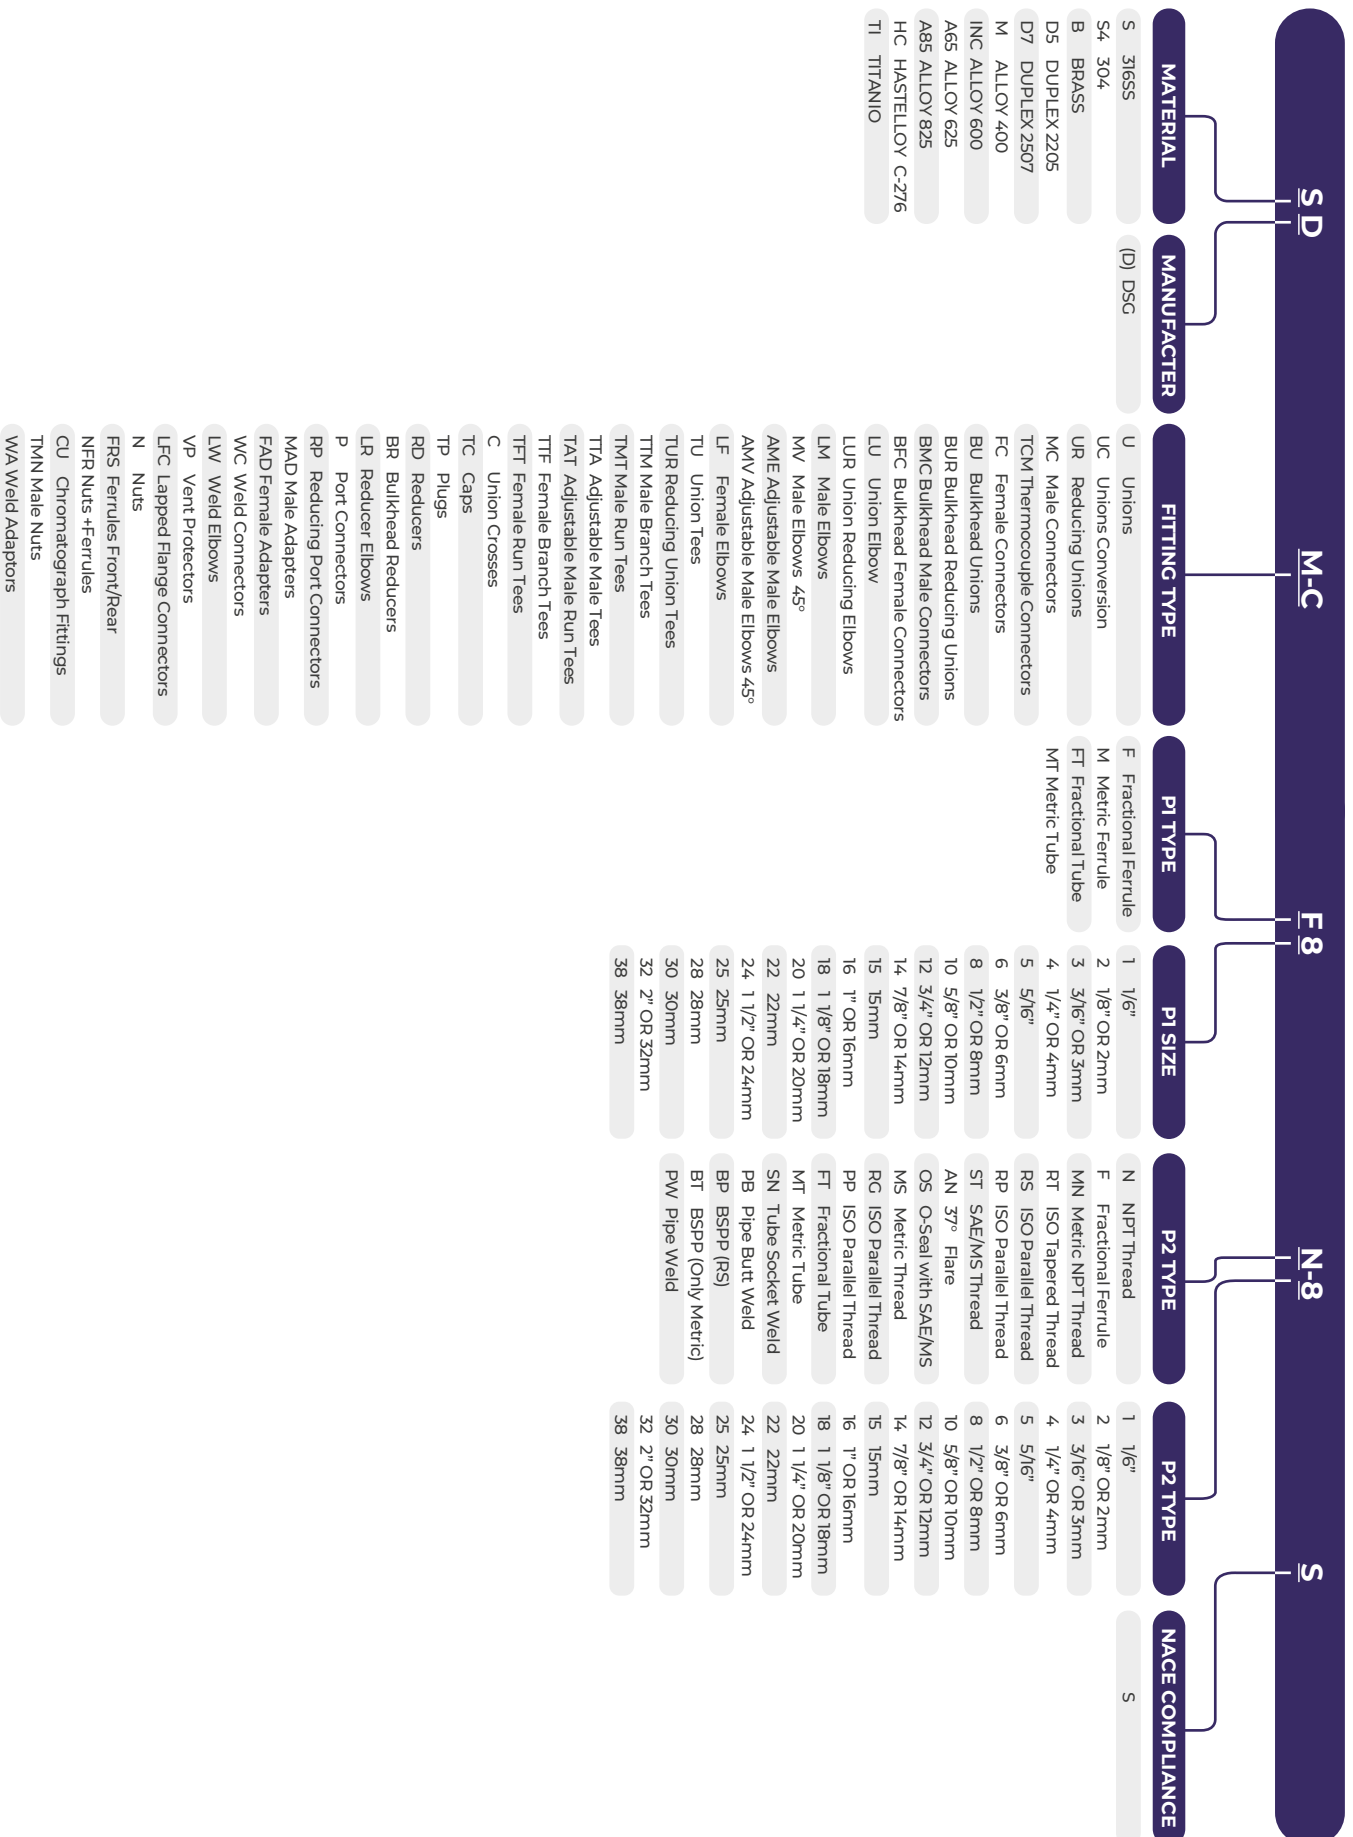 S D M-C F 8 N-8 S
MATERIAL
S 316SS
S4 304
B BRASS
D5 DUPLEX 2205
D7 DUPLEX 2507
M ALLOY 400
INC ALLOY 600
A65 ALLOY 625
A85 ALLOY 825
HC HASTELLOY C-276
TI TITANIO
MANUFACTER
(D) DSG
FITTING TYPE
U Unions
UC Unions Conversion
UR Reducing Unions
MC Male Connectors
TCM Thermocouple Connectors
FC Female Connectors
BU Bulkhead Unions
BUR Bulkhead Reducing Unions
BMC Bulkhead Male Connectors
BFC Bulkhead Female Connectors
LU Union Elbow
LUR Union Reducing Elbows
LM Male Elbows
MV Male Elbows 45°
AME Adjustable Male Elbows
AMV Adjustable Male Elbows 45°
LF Female Elbows
TU Union Tees
TUR Reducing Union Tees
TTM Male Branch Tees
TMT Male Run Tees
TTA Adjustable Male Tees
TAT Adjustable Male Run Tees
TTF Female Branch Tees
TFT Female Run Tees
C Union Crosses
TC Caps
TP Plugs
RD Reducers
BR Bulkhead Reducers
LR Reducer Elbows
P Port Connectors
RP Reducing Port Connectors
MAD Male Adapters
FAD Female Adapters
WC Weld Connectors
LW Weld Elbows
VP Vent Protectors
LFC Lapped Flange Connectors
N Nuts
FRS Ferrules Front/Rear
NFR Nuts +Ferrules
CU Chromatograph Fittings
TMN Male Nuts
WA Weld Adaptors
P1 TYPE
F Fractional Ferrule
M Metric Ferrule
FT Fractional Tube
MT Metric Tube
P1 SIZE
1 1/6”
2 1/8” OR 2mm
3 3/16” OR 3mm
4 1/4” OR 4mm
5 5/16”
6 3/8” OR 6mm
8 1/2” OR 8mm
10 5/8” OR 10mm
12 3/4” OR 12mm
14 7/8” OR 14mm
15 15mm
16 1” OR 16mm
18 1 1/8” OR 18mm
20 1 1/4” OR 20mm
22 22mm
24 1 1/2” OR 24mm
25 25mm
28 28mm
30 30mm
32 2” OR 32mm
38 38mm
P2 TYPE
N NPT Thread
F Fractional Ferrule
MN Metric NPT Thread
RT ISO Tapered Thread
RS ISO Parallel Thread
RP ISO Parallel Thread
ST SAE/MS Thread
AN 37° Flare
OS O-Seal with SAE/MS
MS Metric Thread
RG ISO Parallel Thread
PP ISO Parallel Thread
FT Fractional Tube
MT Metric Tube
SN Tube Socket Weld
PB Pipe Butt Weld
BP BSPP (RS)
BT BSPP (Only Metric)
PW Pipe Weld
P2 TYPE
1 1/6”
2 1/8” OR 2mm
3 3/16” OR 3mm
4 1/4” OR 4mm
5 5/16”
6 3/8” OR 6mm
8 1/2” OR 8mm
10 5/8” OR 10mm
12 3/4” OR 12mm
14 7/8” OR 14mm
15 15mm
16 1” OR 16mm
18 1 1/8” OR 18mm
20 1 1/4” OR 20mm
22 22mm
24 1 1/2” OR 24mm
25 25mm
28 28mm
30 30mm
32 2” OR 32mm
38 38mm
NACE COMPLIANCE
S